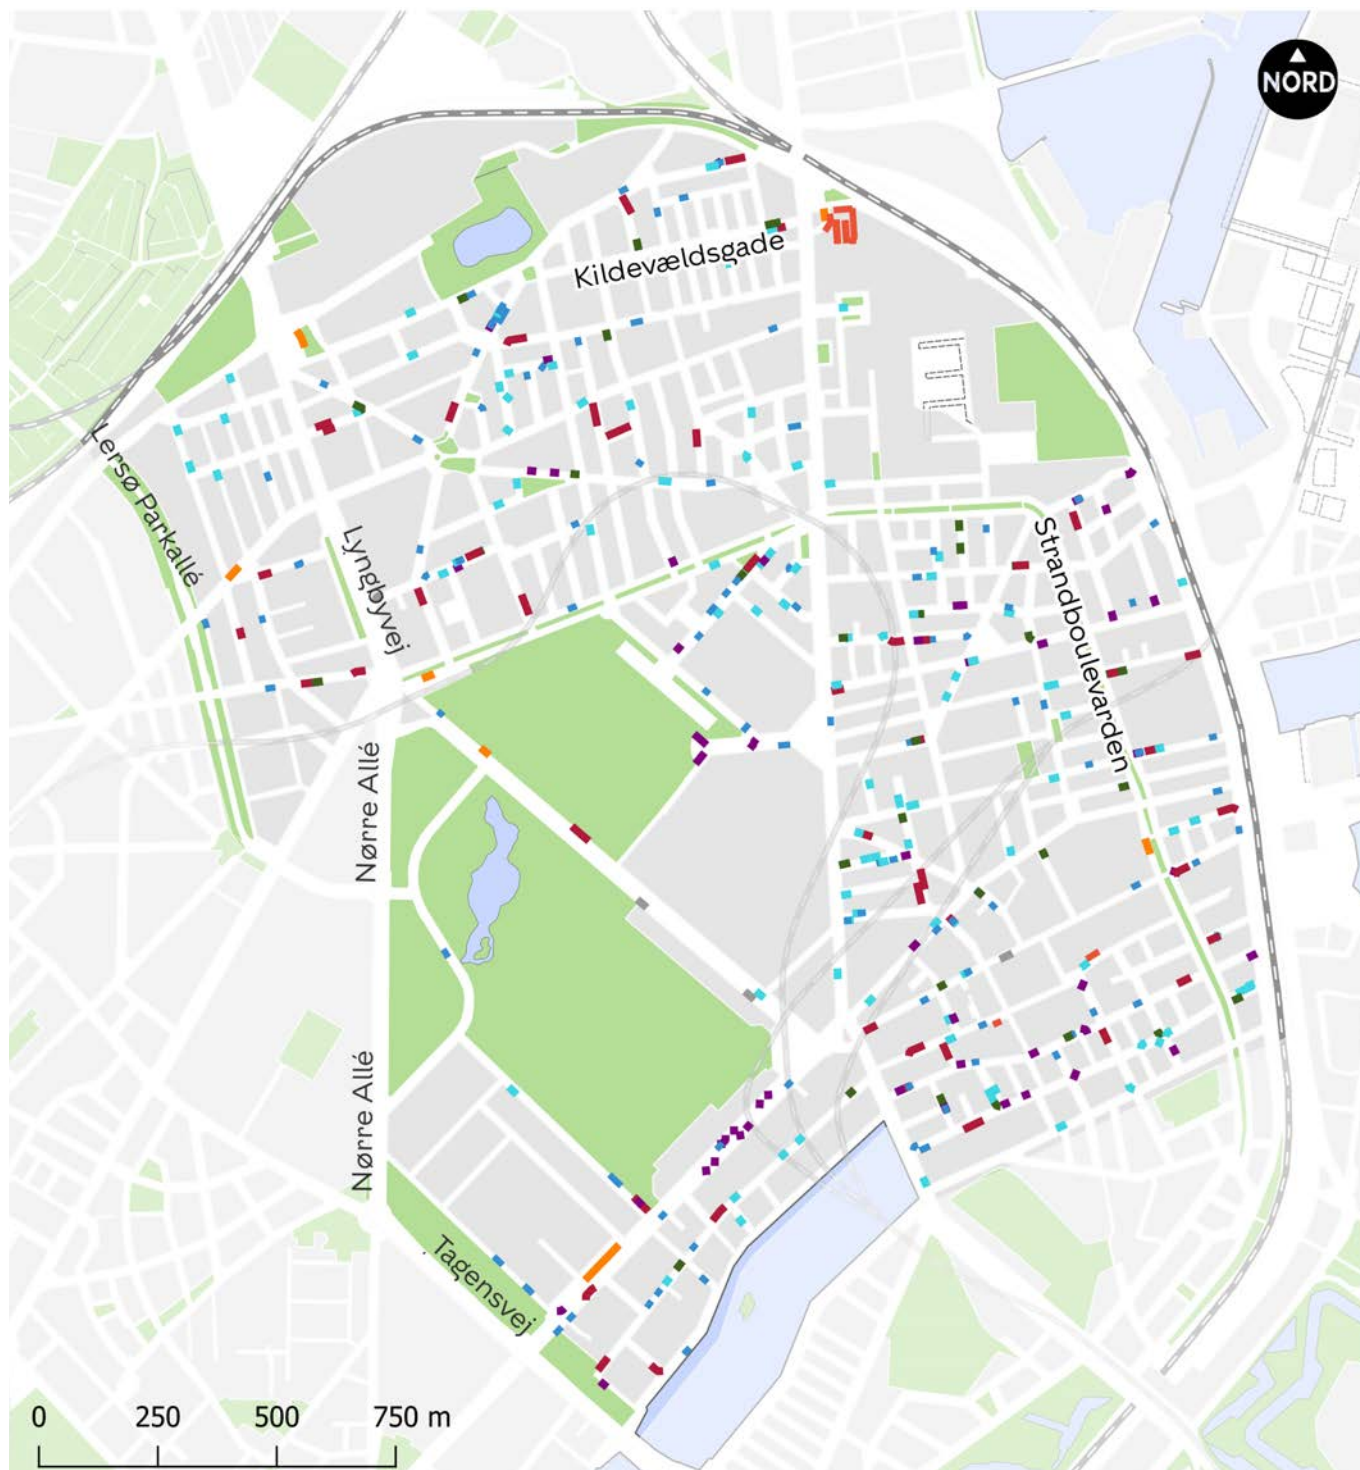 NORD
Kildevældsgade
Lersø Parkallé
Lyngbyvej
Strandboulevarden
Nørre Allé
Nørre Allé
Tagensvej
0 250 500 750 m